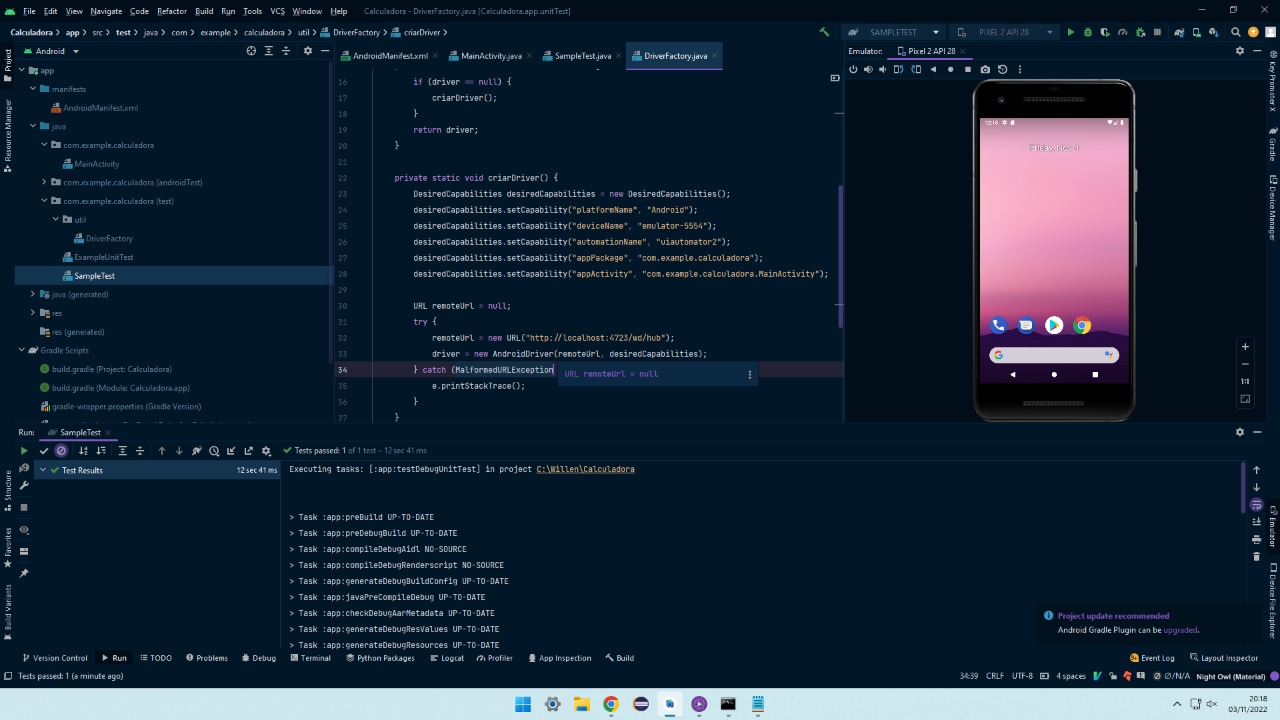 File Edit View Navigate Code Refactor Build Run Tools VCS Window Help Calculadora - DriverFactory.java [Calculadora.app.unitTest]
Calculadora app src test java com example calculadora util DriverFactory criarDriver SAMPLETEST PIXEL 2 API 28
Android
AndroidManifest.xml MainActivity.java SampleTest.java DriverFactory.java
Emulator: Pixel 2 API 28
Project
Resource Manager
app
manifests
AndroidManifest.xml
java
com.example.calculadora
MainActivity
com.example.calculadora (androidTest)
com.example.calculadora (test)
util
DriverFactory
ExampleUnitTest
SampleTest
java (generated)
res
res (generated)
Gradle Scripts
build.gradle (Project: Calculadora)
build.gradle (Module: Calculadora.app)
gradle-wrapper.properties (Gradle Version)
16 if (driver == null) {
17 criarDriver();
18 }
19 return driver;
20 }
21
22 private static void criarDriver() {
23 DesiredCapabilities desiredCapabilities = new DesiredCapabilities();
24 desiredCapabilities.setCapability("platformName", "Android");
25 desiredCapabilities.setCapability("deviceName", "emulator-5554");
26 desiredCapabilities.setCapability("automationName", "uiautomator2");
27 desiredCapabilities.setCapability("appPackage", "com.example.calculadora");
28 desiredCapabilities.setCapability("appActivity", "com.example.calculadora.MainActivity");
29
30 URL remoteUrl = null;
31 try {
32 remoteUrl = new URL("http://localhost:4723/wd/hub");
33 driver = new AndroidDriver(remoteUrl, desiredCapabilities);
34 } catch (MalformedURLException
URL remoteUrl = null
35 e.printStackTrace();
36 }
37 }
12:18
Friday, Nov 4
1:1
Key Promoter X
Gradle
Device Manager
Emulator
Device File Explorer
Run: SampleTest
Tests passed: 1 of 1 test – 12 sec 41 ms
Test Results 12 sec 41 ms
Executing tasks: [:app:testDebugUnitTest] in project C:\Willen\Calculadora
> Task :app:preBuild UP-TO-DATE
> Task :app:preDebugBuild UP-TO-DATE
> Task :app:compileDebugAidl NO-SOURCE
> Task :app:compileDebugRenderscript NO-SOURCE
> Task :app:generateDebugBuildConfig UP-TO-DATE
> Task :app:javaPreCompileDebug UP-TO-DATE
> Task :app:checkDebugAarMetadata UP-TO-DATE
> Task :app:generateDebugResValues UP-TO-DATE
> Task :app:generateDebugResources UP-TO-DATE
Structure
Favorites
Build Variants
Project update recommended
Android Gradle Plugin can be upgraded.
Version Control Run TODO Problems Debug Terminal Python Packages Logcat Profiler App Inspection Build Event Log Layout Inspector
Tests passed: 1 (a minute ago) 34:39 CRLF UTF-8 4 spaces Ø/N/A Night Owl (Material)
20:18
03/11/2022